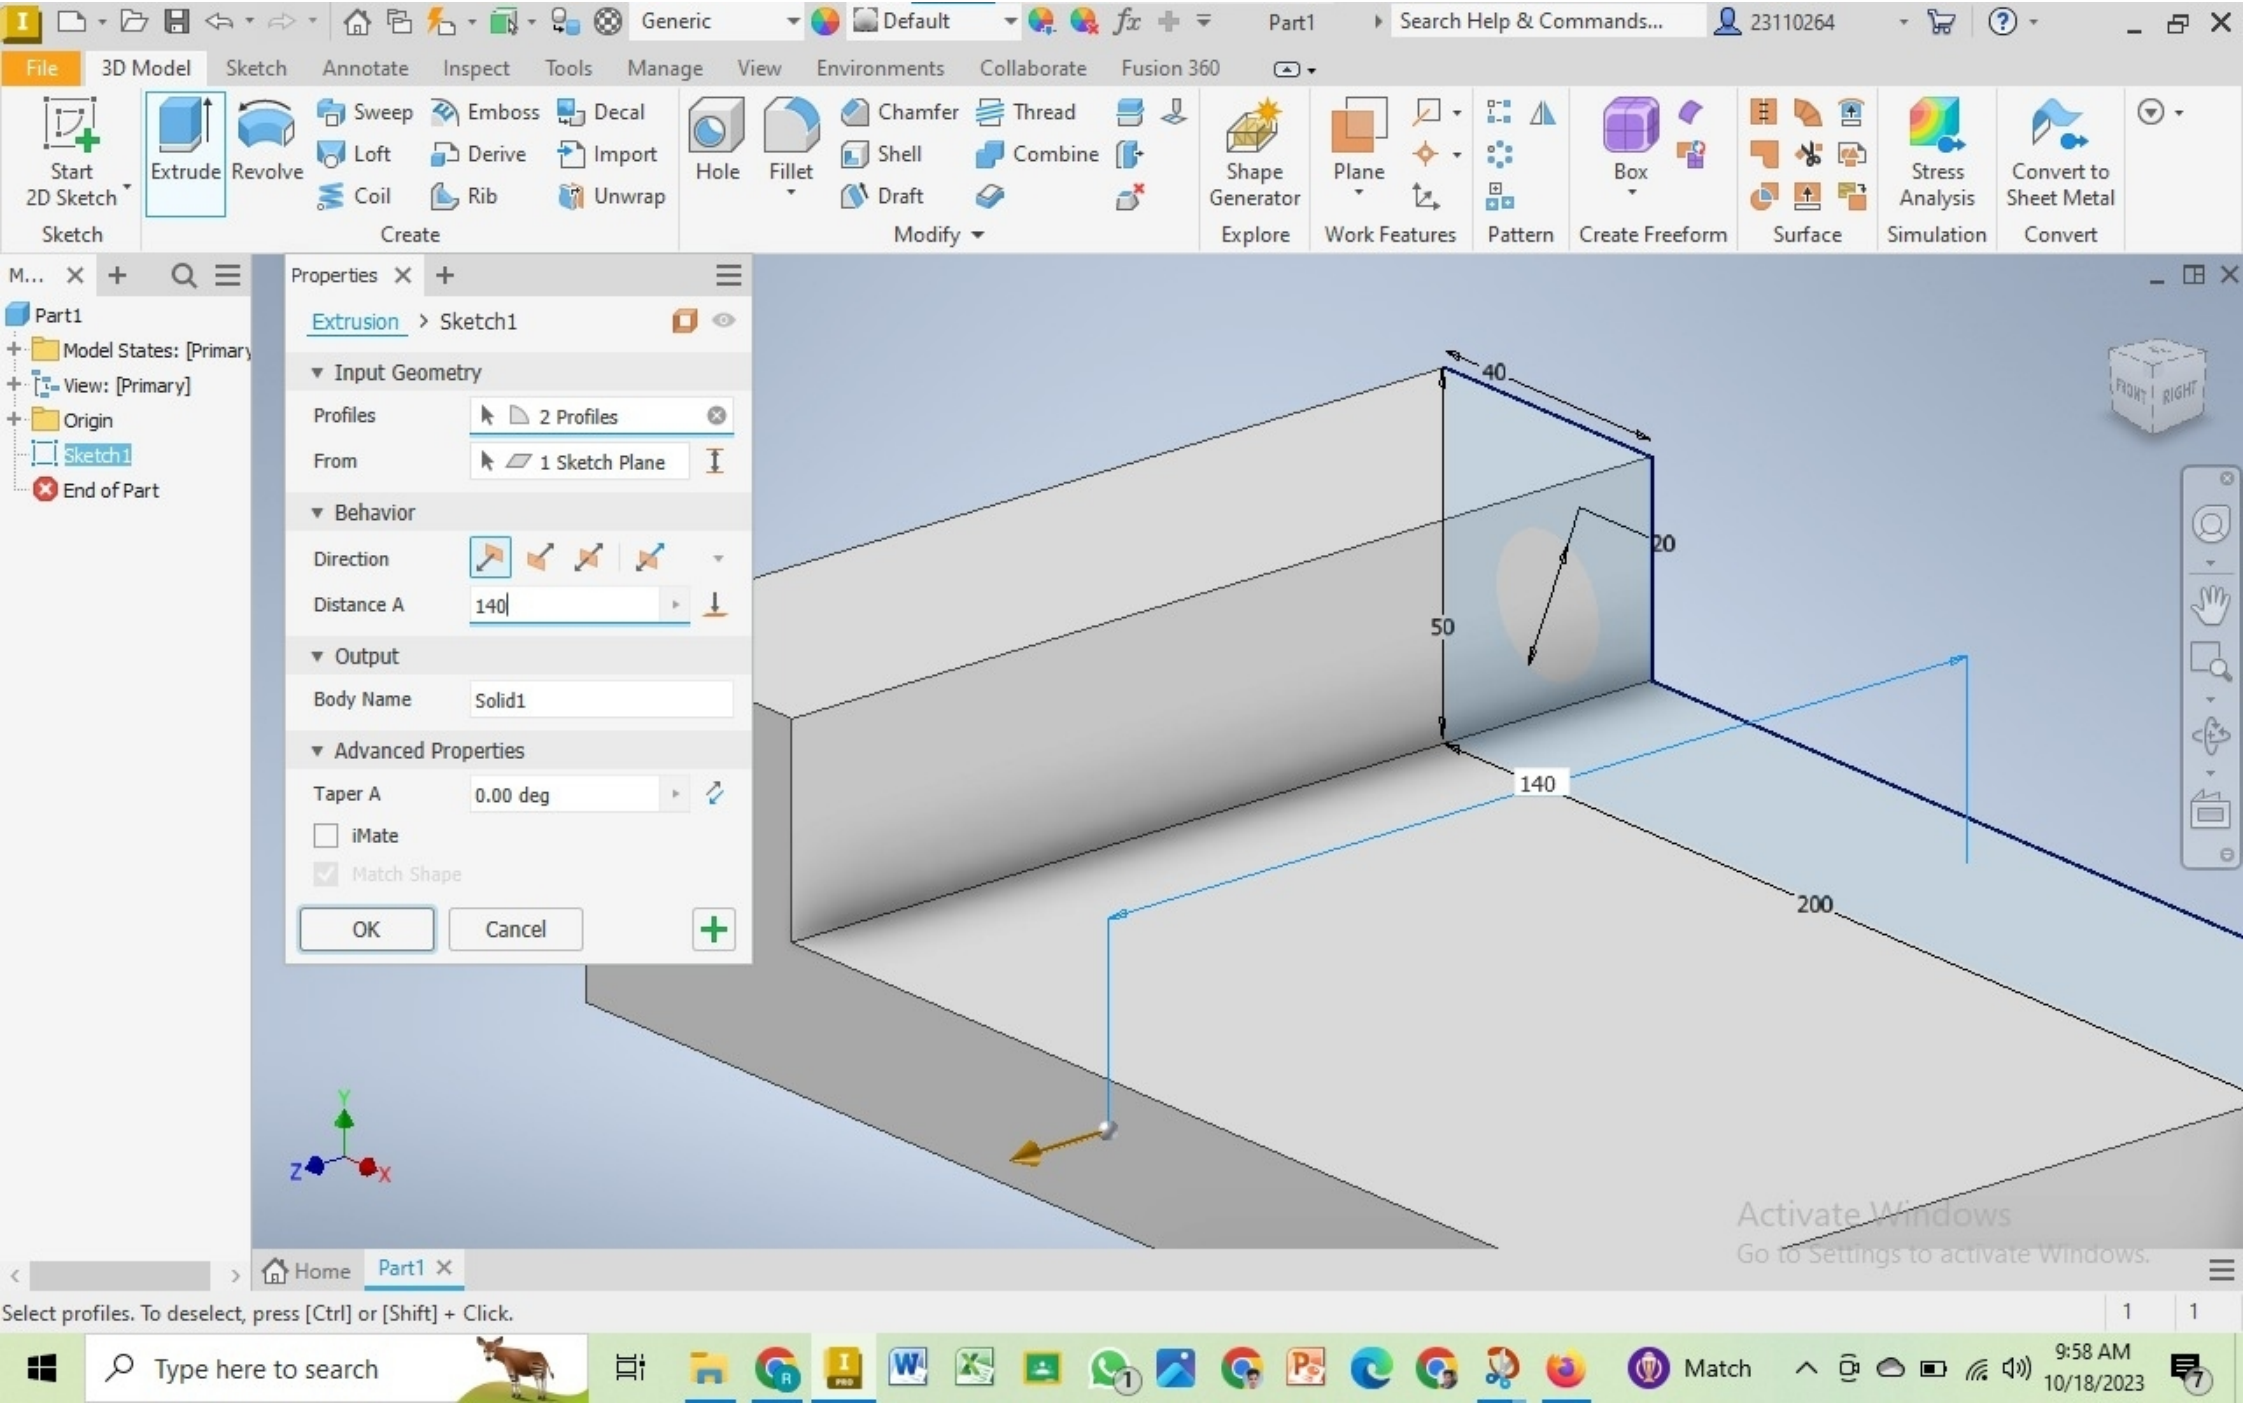 I Generic Default fx Part1 Search Help & Commands... 23110264 ?
File 3D Model Sketch Annotate Inspect Tools Manage View Environments Collaborate Fusion 360
Start 2D Sketch
Extrude Revolve
Sweep Emboss Decal
Loft Derive Import
Coil Rib Unwrap
Hole Fillet
Chamfer Thread
Shell Combine
Draft
Shape Generator
Plane
Box
Stress Analysis
Convert to Sheet Metal
Sketch Create Modify Explore Work Features Pattern Create Freeform Surface Simulation Convert
M...
Part1
Model States: [Primary
View: [Primary]
Origin
Sketch1
End of Part
Properties
Extrusion > Sketch1
Input Geometry
Profiles 2 Profiles
From 1 Sketch Plane
Behavior
Direction
Distance A 140
Output
Body Name Solid1
Advanced Properties
Taper A 0.00 deg
iMate
Match Shape
OK Cancel
40
20
50
140
200
FRONT RIGHT
Y
Z X
Activate Windows
Go to Settings to activate Windows.
Home Part1
Select profiles. To deselect, press [Ctrl] or [Shift] + Click. 1 1
Type here to search
R
I
PRO
W
X
1
P
Match
9:58 AM
10/18/2023
7